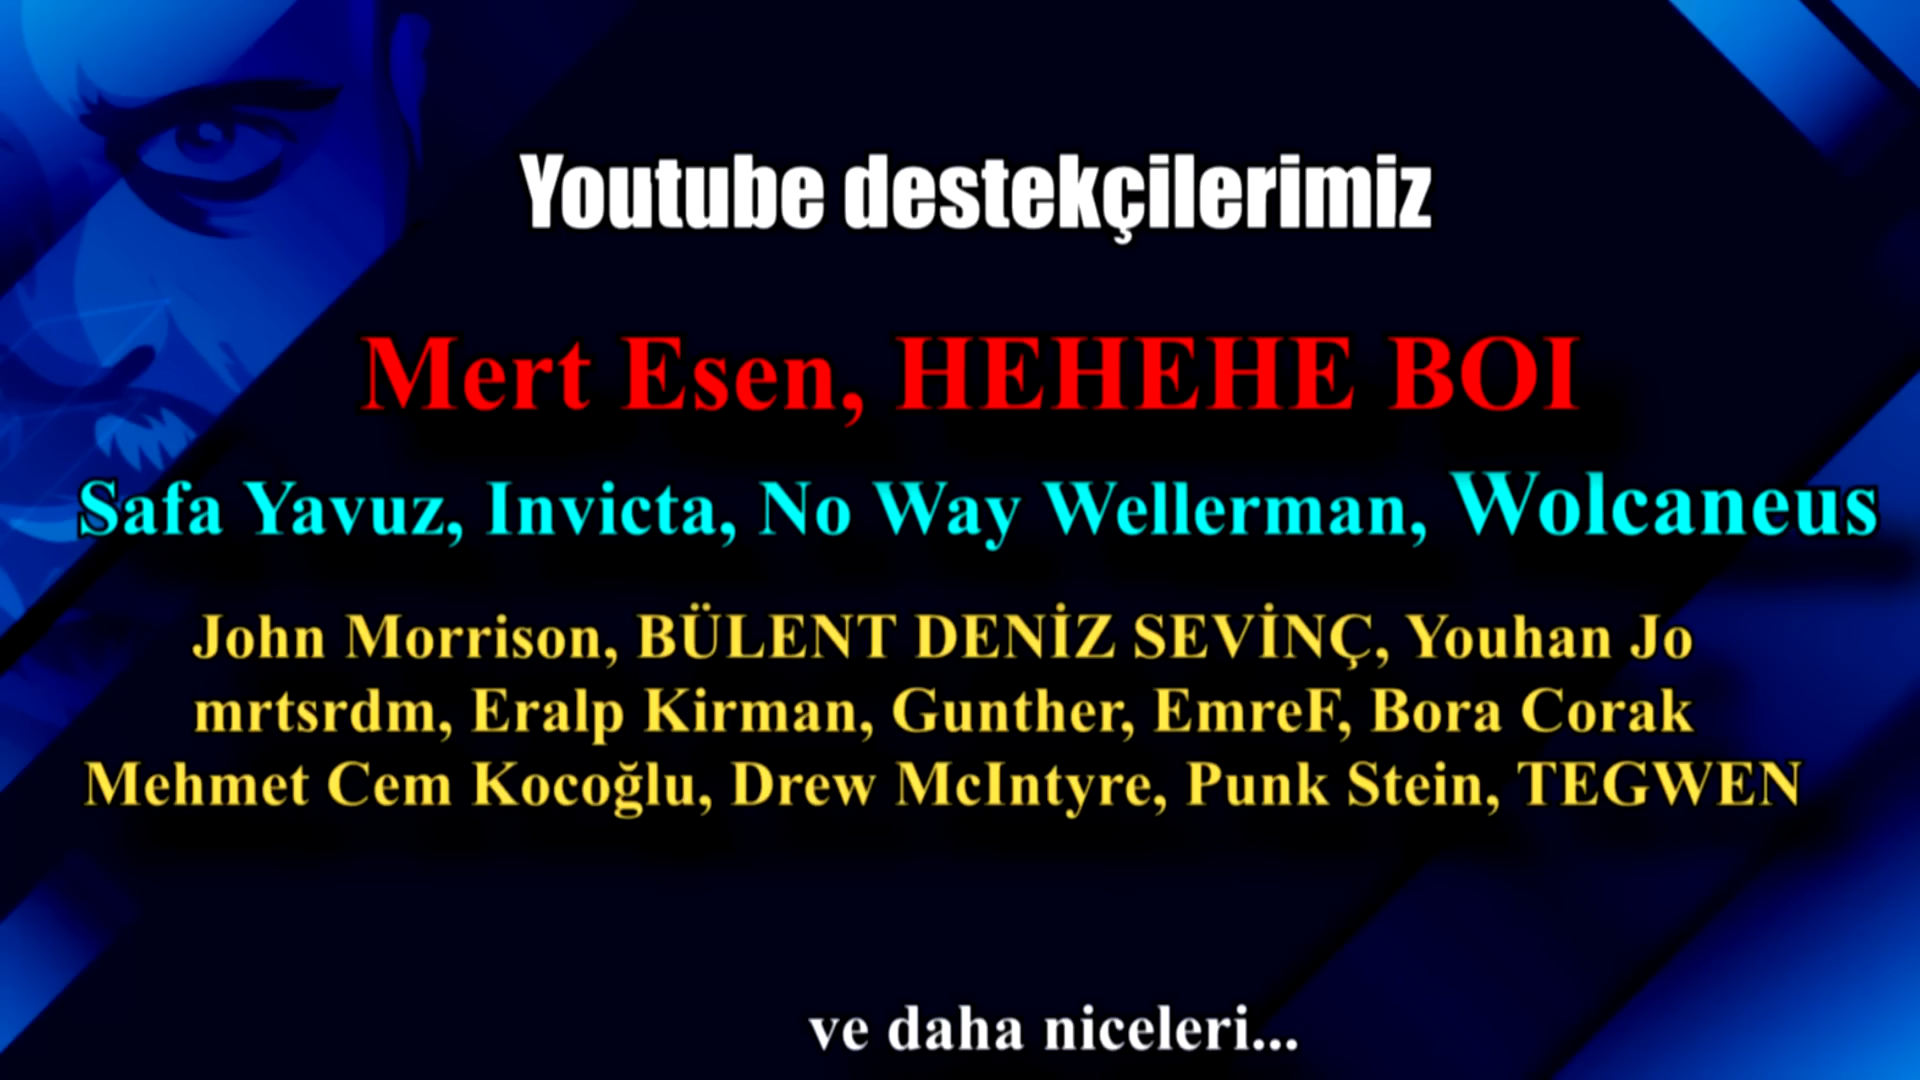 Youtube destekçilerimiz
Mert Esen, HEHEHE BOI
Safa Yavuz, Invicta, No Way Wellerman, Wolcaneus
John Morrison, BÜLENT DENİZ SEVİNÇ, Youhan Jo
mrtsrdm, Eralp Kirman, Gunther, EmreF, Bora Corak
Mehmet Cem Kocoğlu, Drew McIntyre, Punk Stein, TEGWEN
ve daha niceleri...